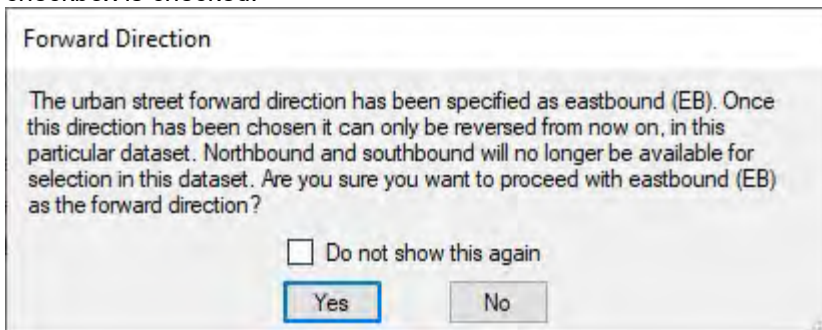 checkbox is checked.
Forward Direction
The urban street forward direction has been specified as eastbound (EB). Once
this direction has been chosen it can only be reversed from now on, in this
particular dataset. Northbound and southbound will no longer be available for
selection in this dataset. Are you sure you want to proceed with eastbound (EB)
as the forward direction?
Do not show this again
Yes No